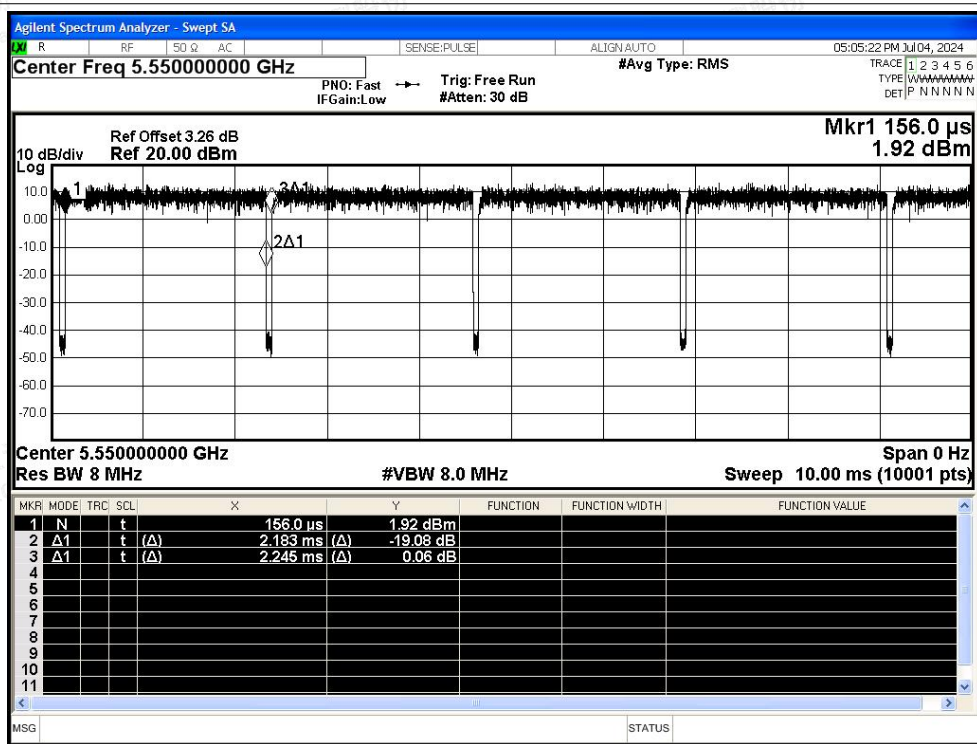 Agilent Spectrum Analyzer - Swept SA
LXI R RF 50 Ω AC SENSE:PULSE ALIGN AUTO 05:05:22 PM Jul 04, 2024
Center Freq 5.550000000 GHz #Avg Type: RMS TRACE 1 2 3 4 5 6
PNO: Fast Trig: Free Run TYPE
IFGain:Low #Atten: 30 dB DET P N N N N N
Mkr1 156.0 µs
Ref Offset 3.26 dB
10 dB/div Ref 20.00 dBm 1.92 dBm
Log
10.0 1 3Δ1
0.00
-10.0 2Δ1
-20.0
-30.0
-40.0
-50.0
-60.0
-70.0
Center 5.550000000 GHz Span 0 Hz
Res BW 8 MHz #VBW 8.0 MHz Sweep 10.00 ms (10001 pts)
MKR MODE TRC SCL X Y FUNCTION FUNCTION WIDTH FUNCTION VALUE
1 N t 156.0 µs 1.92 dBm
2 Δ1 t (Δ) 2.183 ms (Δ) -19.08 dB
3 Δ1 t (Δ) 2.245 ms (Δ) 0.06 dB
4
5
6
7
8
9
10
11
MSG STATUS